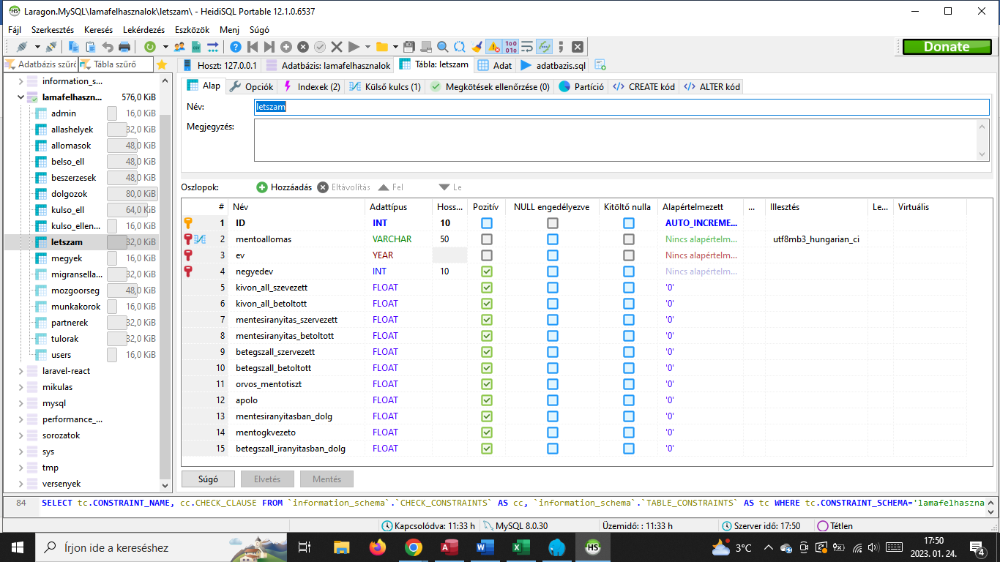 Laragon.MySQL\lamafelhasznalok\letszam\ - HeidiSQL Portable 12.1.0.6537
Fájl Szerkesztés Keresés Lekérdezés Eszközök Menj Súgó
Donate
Adatbázis szűrő Tábla szűrő Hoszt: 127.0.0.1 Adatbázis: lamafelhasznalok Tábla: letszam Adat adatbazis.sql
information_s...
lamafelhaszn... 576,0 KiB
admin 16,0 KiB
allashelyek 32,0 KiB
allomasok 48,0 KiB
belso_ell 48,0 KiB
beszerzesek 48,0 KiB
dolgozok 80,0 KiB
kulso_ell 64,0 KiB
kulso_ellen... 16,0 KiB
letszam 32,0 KiB
megyek 16,0 KiB
migransella... 32,0 KiB
mozgoorseg 48,0 KiB
munkakorok 16,0 KiB
partnerek 32,0 KiB
tulorak 32,0 KiB
users 16,0 KiB
laravel-react
mikulas
mysql
performance_...
sorozatok
sys
tmp
versenyek
Alap Opciók Indexek (2) Külső kulcs (1) Megkötések ellenőrzése (0) Partíció CREATE kód ALTER kód
Név: letszam
Megjegyzés:
Oszlopok: Hozzáadás Eltávolítás Fel Le
# Név Adattípus Hoss... Pozitív NULL engedélyezve Kitöltő nulla Alapértelmezett ... Illesztés Le... Virtuális
1 ID INT 10 AUTO_INCREME...
2 mentoallomas VARCHAR 50 Nincs alapértelm... utf8mb3_hungarian_ci
3 ev YEAR Nincs alapértelm...
4 negyedev INT 10 Nincs alapértelm...
5 kivon_all_szevezett FLOAT '0'
6 kivon_all_betoltott FLOAT '0'
7 mentesiranyitas_szervezett FLOAT '0'
8 mentesiranyitas_betoltott FLOAT '0'
9 betegszall_szervezett FLOAT '0'
10 betegszall_betoltott FLOAT '0'
11 orvos_mentotiszt FLOAT '0'
12 apolo FLOAT '0'
13 mentesiranyitasban_dolg FLOAT '0'
14 mentogkvezeto FLOAT '0'
15 betegszall_iranyitasban_dolg FLOAT '0'
Súgó Elvetés Mentés
84 SELECT tc.CONSTRAINT_NAME, cc.CHECK_CLAUSE FROM `information_schema`.`CHECK_CONSTRAINTS` AS cc, `information_schema`.`TABLE_CONSTRAINTS` AS tc WHERE tc.CONSTRAINT_SCHEMA='lamafelhaszna
Kapcsolódva: 11:33 h MySQL 8.0.30 Üzemidő: : 11:33 h Szerver idő: 17:50 Tétlen
Írjon ide a kereséshez
3°C
17:50
2023. 01. 24.
4